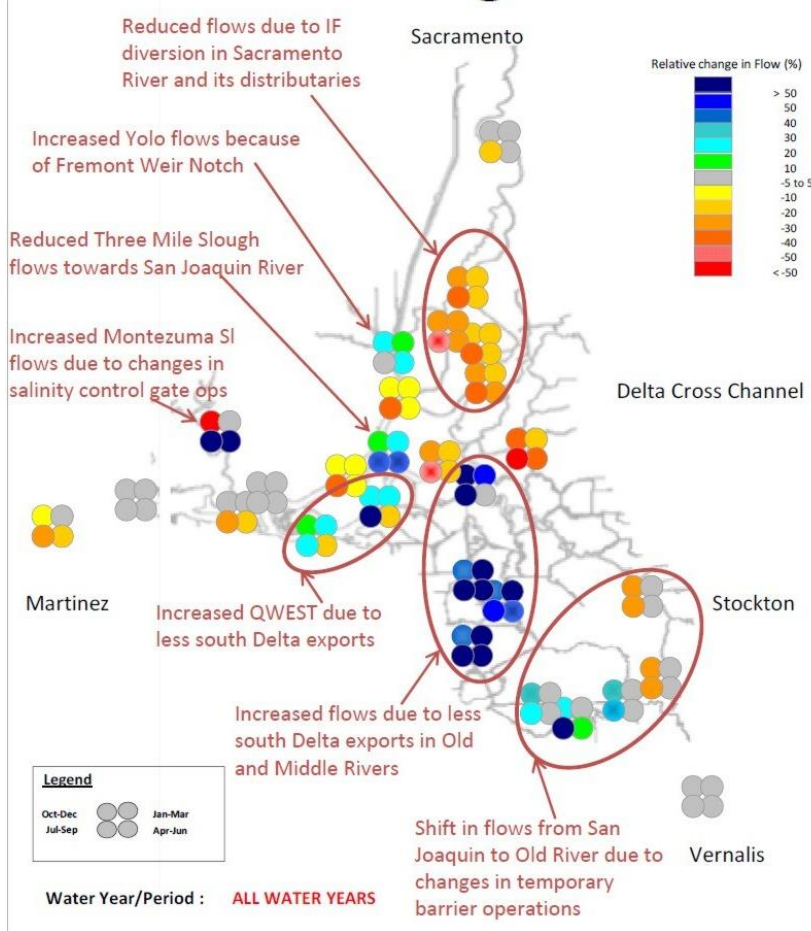 Reduced flows due to IF
diversion in Sacramento
River and its distributaries
Sacramento
Relative change in Flow (%)
> 50
50
40
30
20
10
-5 to 5
-10
-20
-30
-40
-50
< -50
Increased Yolo flows because
of Fremont Weir Notch
Reduced Three Mile Slough
flows towards San Joaquin River
Increased Montezuma Sl
flows due to changes in
salinity control gate ops
Delta Cross Channel
Martinez
Stockton
Increased QWEST due to
less south Delta exports
Increased flows due to less
south Delta exports in Old
and Middle Rivers
Shift in flows from San
Joaquin to Old River due to
changes in temporary
barrier operations
Vernalis
Legend
Oct-Dec Jan-Mar
Jul-Sep Apr-Jun
Water Year/Period : ALL WATER YEARS